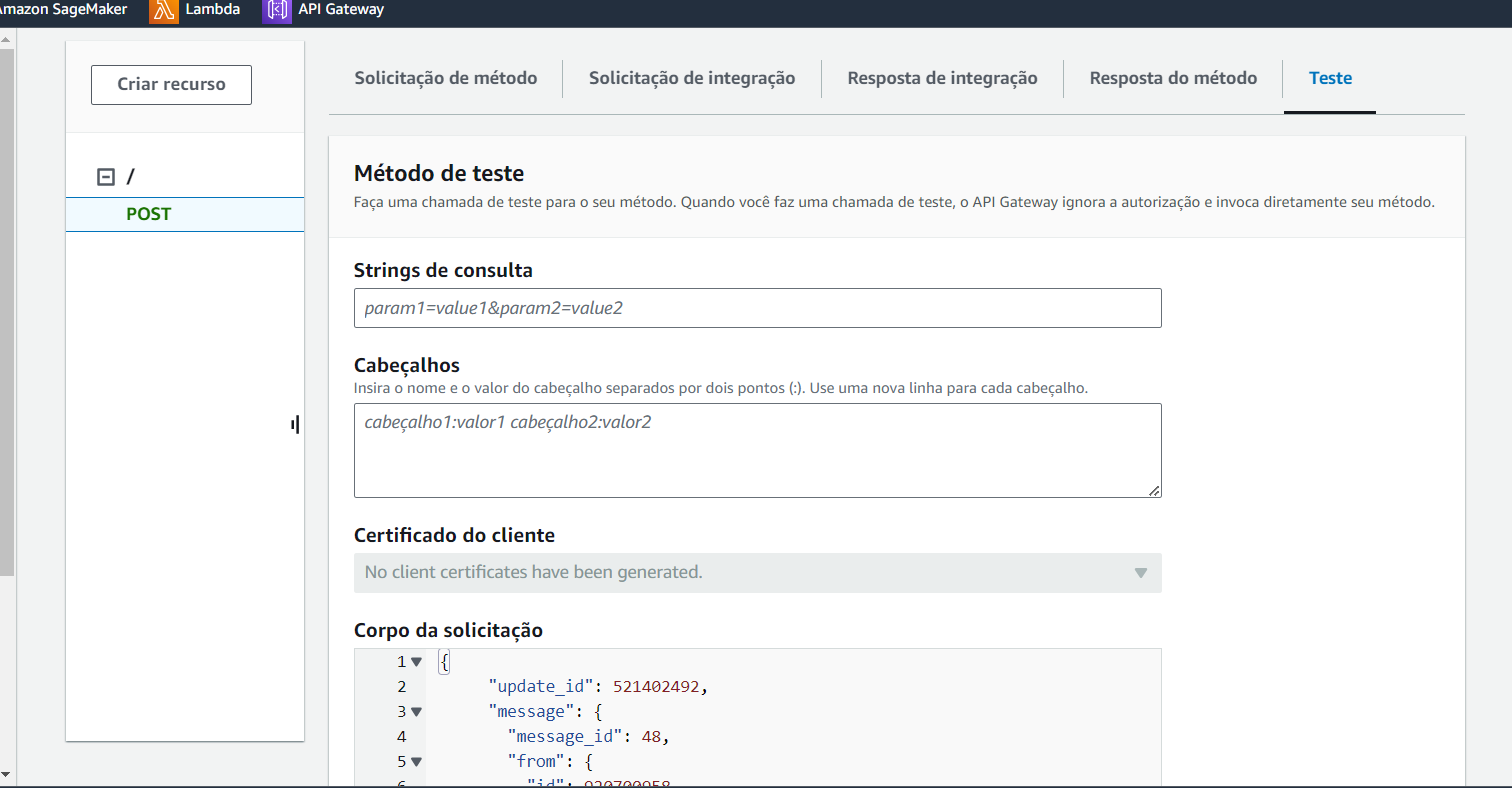 Amazon SageMaker Lambda API Gateway
Criar recurso
/
POST
Solicitação de método Solicitação de integração Resposta de integração Resposta do método Teste
Método de teste
Faça uma chamada de teste para o seu método. Quando você faz uma chamada de teste, o API Gateway ignora a autorização e invoca diretamente seu método.
Strings de consulta
param1=value1&param2=value2
Cabeçalhos
Insira o nome e o valor do cabeçalho separados por dois pontos (:). Use uma nova linha para cada cabeçalho.
cabeçalho1:valor1 cabeçalho2:valor2
Certificado do cliente
No client certificates have been generated.
Corpo da solicitação
1 {
2 "update_id": 521402492,
3 "message": {
4 "message_id": 48,
5 "from": {
6 "id": 920700958